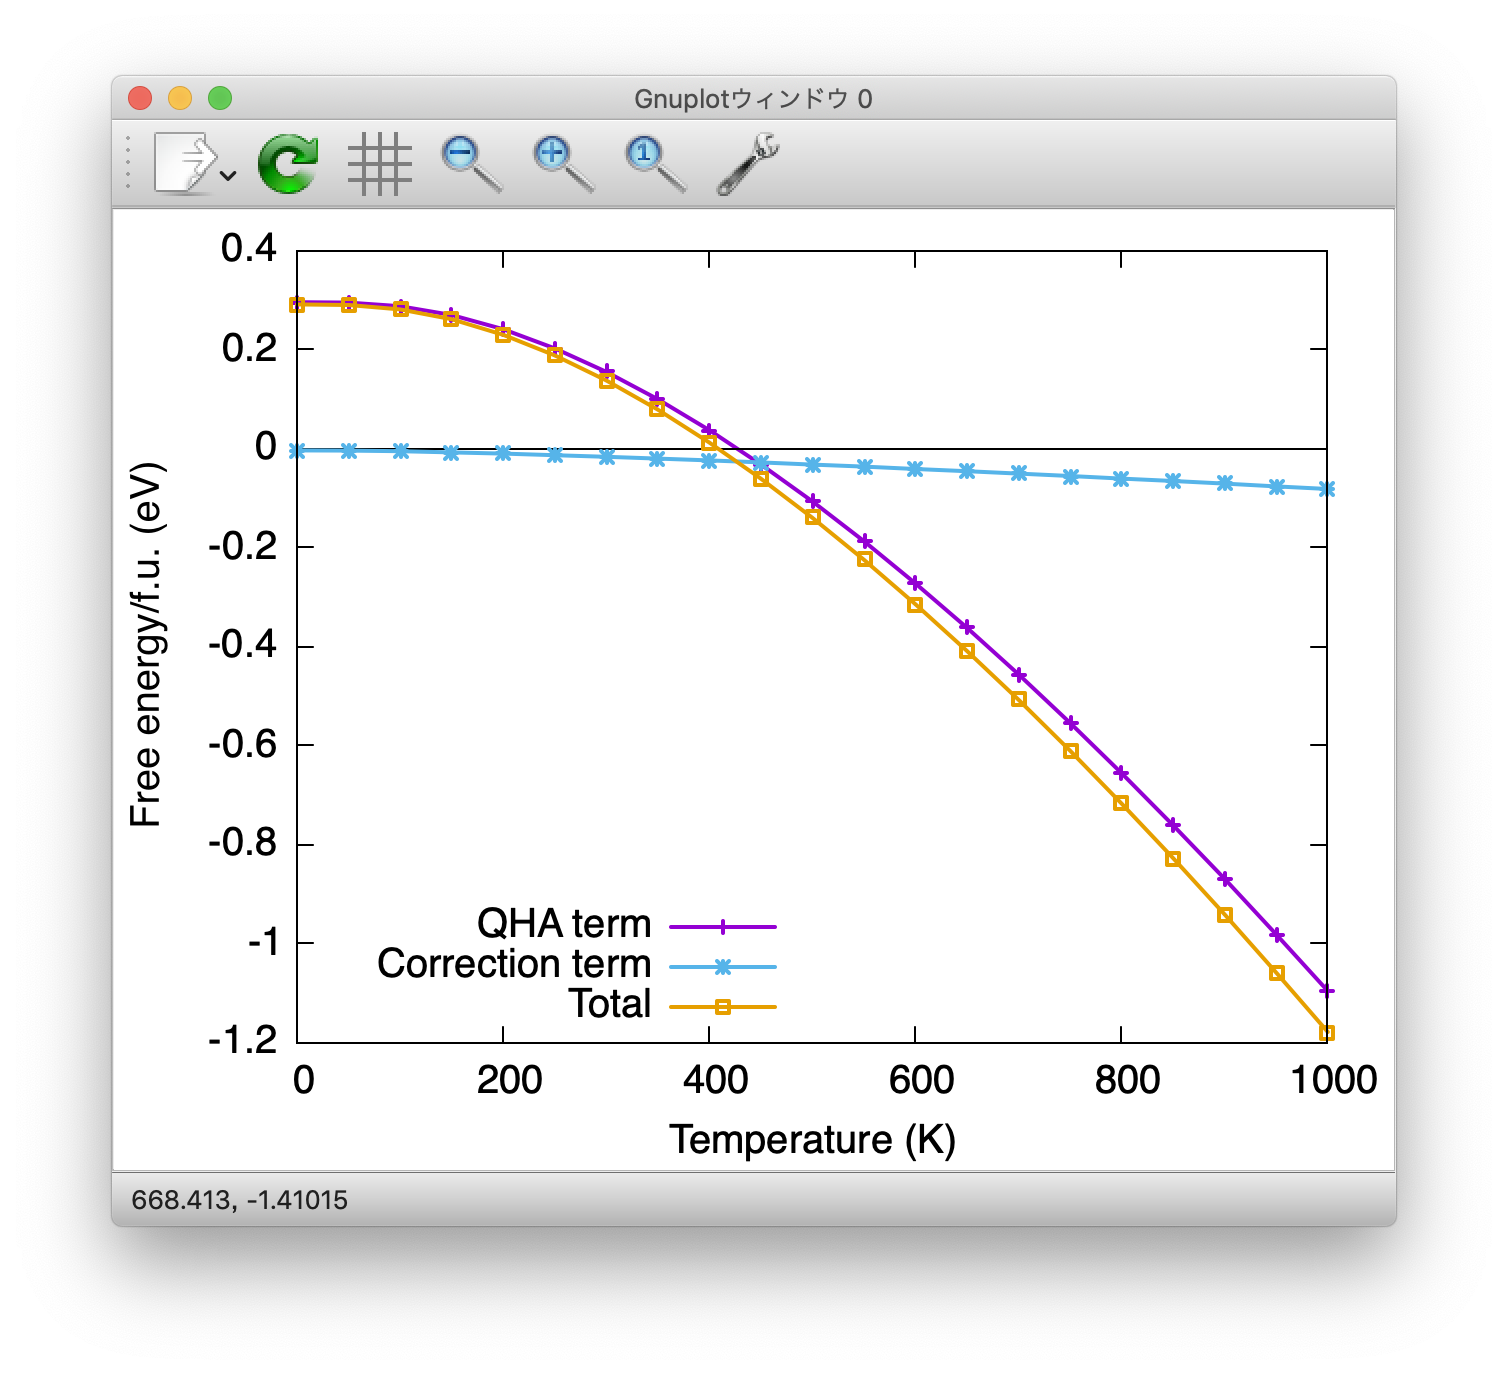 Gnuplotウィンドウ 0
1
0.4
0.2
0
-0.2
-0.4
-0.6
-0.8
-1
-1.2
Free energy/f.u. (eV)
QHA term
Correction term
Total
0 200 400 600 800 1000
Temperature (K)
668.413, -1.41015